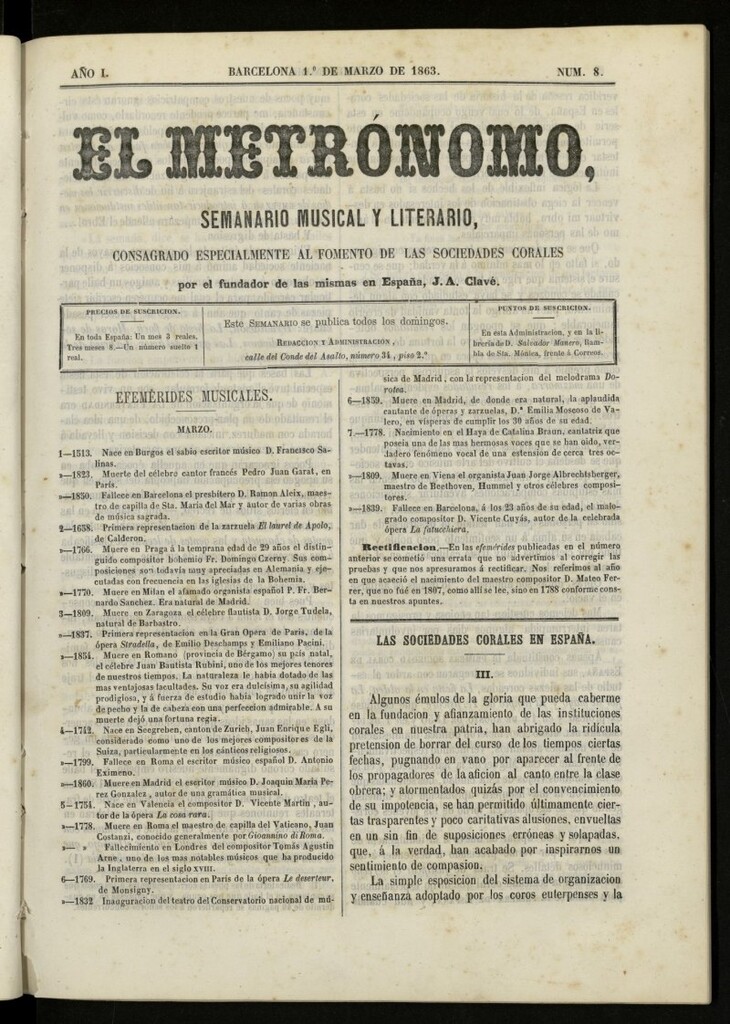 AÑO I.
BARCELONA 1.º DE MARZO DE 1863.
NUM. 8.
EL METRÓNOMO,
SEMANARIO MUSICAL Y LITERARIO,
CONSAGRADO ESPECIALMENTE AL FOMENTO DE LAS SOCIEDADES CORALES
por el fundador de las mismas en España, J. A. Clavé.
PRECIOS DE SUSCRICION.
En toda España: Un mes 3 reales.
Tres meses 8.—Un número suelto 1
real.
Este SEMANARIO se publica todos los domingos.
REDACCION Y ADMINISTRACION,
calle del Conde del Asalto, número 34, piso 2.º
PUNTOS DE SUSCRICION.
En esta Administracion, y en la li-
brería de D. Salvador Manero, Ram-
bla de Sta. Mónica, frente á Correos.
EFEMÉRIDES MUSICALES.
MARZO.
1—1513. Nace en Burgos el sabio escritor músico D. Francisco Sa-
linas.
»—1823. Muerte del célebre cantor francés Pedro Juan Garat, en
París.
»—1850. Fallece en Barcelona el presbítero D. Ramon Aleix, maes-
tro de capilla de Sta. María del Mar y autor de varias obras
de música sagrada.
2—1658. Primera representacion de la zarzuela El laurel de Apolo,
de Calderon.
»—1766. Muere en Praga á la temprana edad de 29 años el distin-
guido compositor bohemio Fr. Domingo Czerny. Sus com-
posiciones son todavía muy apreciadas en Alemania y eje-
cutadas con frecuencia en las iglesias de la Bohemia.
»—1770. Muere en Milan el afamado organista español P. Fr. Ber-
nardo Sanchez. Era natural de Madrid.
3—1809. Muere en Zaragoza el célebre flautista D. Jorge Tudela,
natural de Barbastro.
»—1837. Primera representacion en la Gran Opera de París, de la
ópera Stradella, de Emilio Deschamps y Emiliano Pacini.
»—1854. Muere en Romano (provincia de Bérgamo) su país natal,
el célebre Juan Bautista Rubini, uno de los mejores tenores
de nuestros tiempos. La naturaleza le habia dotado de las
mas ventajosas facultades. Su voz era dulcísima, su agilidad
prodigiosa, y á fuerza de estudio habia logrado unir la voz
de pecho y la de cabeza con una perfeccion admirable. A su
muerte dejó una fortuna regia.
4—1742. Nace en Seegreben, canton de Zurich, Juan Enrique Egli,
considerado como uno de los mejores compositores de la
Suiza, particularmente en los cánticos religiosos.
»—1799. Fallece en Roma el escritor músico español D. Antonio
Eximeno.
»—1860. Muere en Madrid el escritor músico D. Joaquin María Pe-
rez Gonzalez, autor de una gramática musical.
5—1754. Nace en Valencia el compositor D. Vicente Martin, au-
tor de la ópera La cosa rara.
»—1778. Muere en Roma el maestro de capilla del Vaticano, Juan
Costanzi, conocido generalmente por Gioannino di Roma.
»— » Fallecimiento en Londres del compositor Tomás Agustin
Arne, uno de los mas notables músicos que ha producido
la Inglaterra en el siglo XVIII.
6—1769. Primera representacion en París de la ópera Le deserteur,
de Monsigny.
»—1832 Inauguracion del teatro del Conservatorio nacional de mú-
sica de Madrid, con la representacion del melodrama Do-
rotea.
6—1859. Muere en Madrid, de donde era natural, la aplaudida
cantante de óperas y zarzuelas, D.ª Emilia Moscoso de Va-
lero, en vísperas de cumplir los 30 años de su edad.
7—1778. Nacimiento en el Haya de Catalina Braun, cantatriz que
poseia una de las mas hermosas voces que se han oido, ver-
dadero fenómeno vocal de una estension de cerca tres oc-
tavas.
»—1809. Muere en Viena el organista Juan Jorge Albrechtsberger,
maestro de Beethoven, Hummel y otros célebres composi-
tores.
»—1839. Fallece en Barcelona, á los 23 años de su edad, el malo-
grado compositor D. Vicente Cuyás, autor de la celebrada
ópera La fatucchiera.
Rectificacion.—En las efemérides publicadas en el número
anterior se cometió una errata que no advertimos al corregir las
pruebas y que nos apresuramos á rectificar. Nos referimos al año
en que acaeció el nacimiento del maestro compositor D. Mateo Fer-
rer, que no fué en 1807, como allí se lee, sino en 1788 conforme cons-
ta en nuestros apuntes.
LAS SOCIEDADES CORALES EN ESPAÑA.
III.
Algunos émulos de la gloria que pueda caberme
en la fundacion y afianzamiento de las instituciones
corales en nuestra patria, han abrigado la ridícula
pretension de borrar del curso de los tiempos ciertas
fechas, pugnando en vano por aparecer al frente de
los propagadores de la aficion al canto entre la clase
obrera; y atormentados quizás por el convencimiento
de su impotencia, se han permitido últimamente cier-
tas trasparentes y poco caritativas alusiones, envueltas
en un sin fin de suposiciones erróneas y solapadas,
que, á la verdad, han acabado por inspirarnos un
sentimiento de compasion.
La simple esposicion del sistema de organizacion
y enseñanza adoptado por los coros euterpenses y la